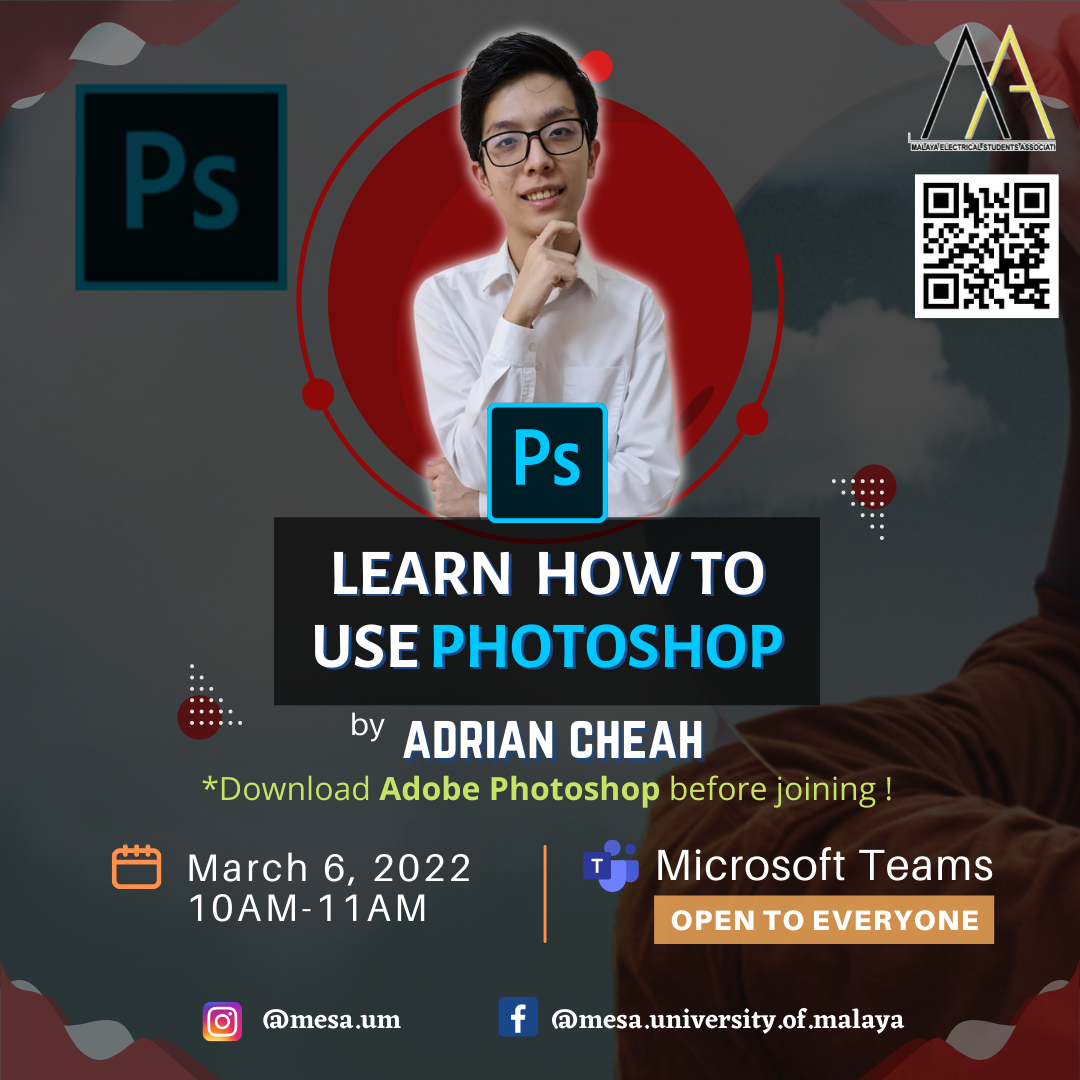 Ps
MALAYA ELECTRICAL STUDENTS ASSOCIATI
Ps
LEARN HOW TO
USE PHOTOSHOP
by ADRIAN CHEAH
*Download Adobe Photoshop before joining !
March 6, 2022
10AM-11AM
T Microsoft Teams
OPEN TO EVERYONE
@mesa.um
f @mesa.university.of.malaya